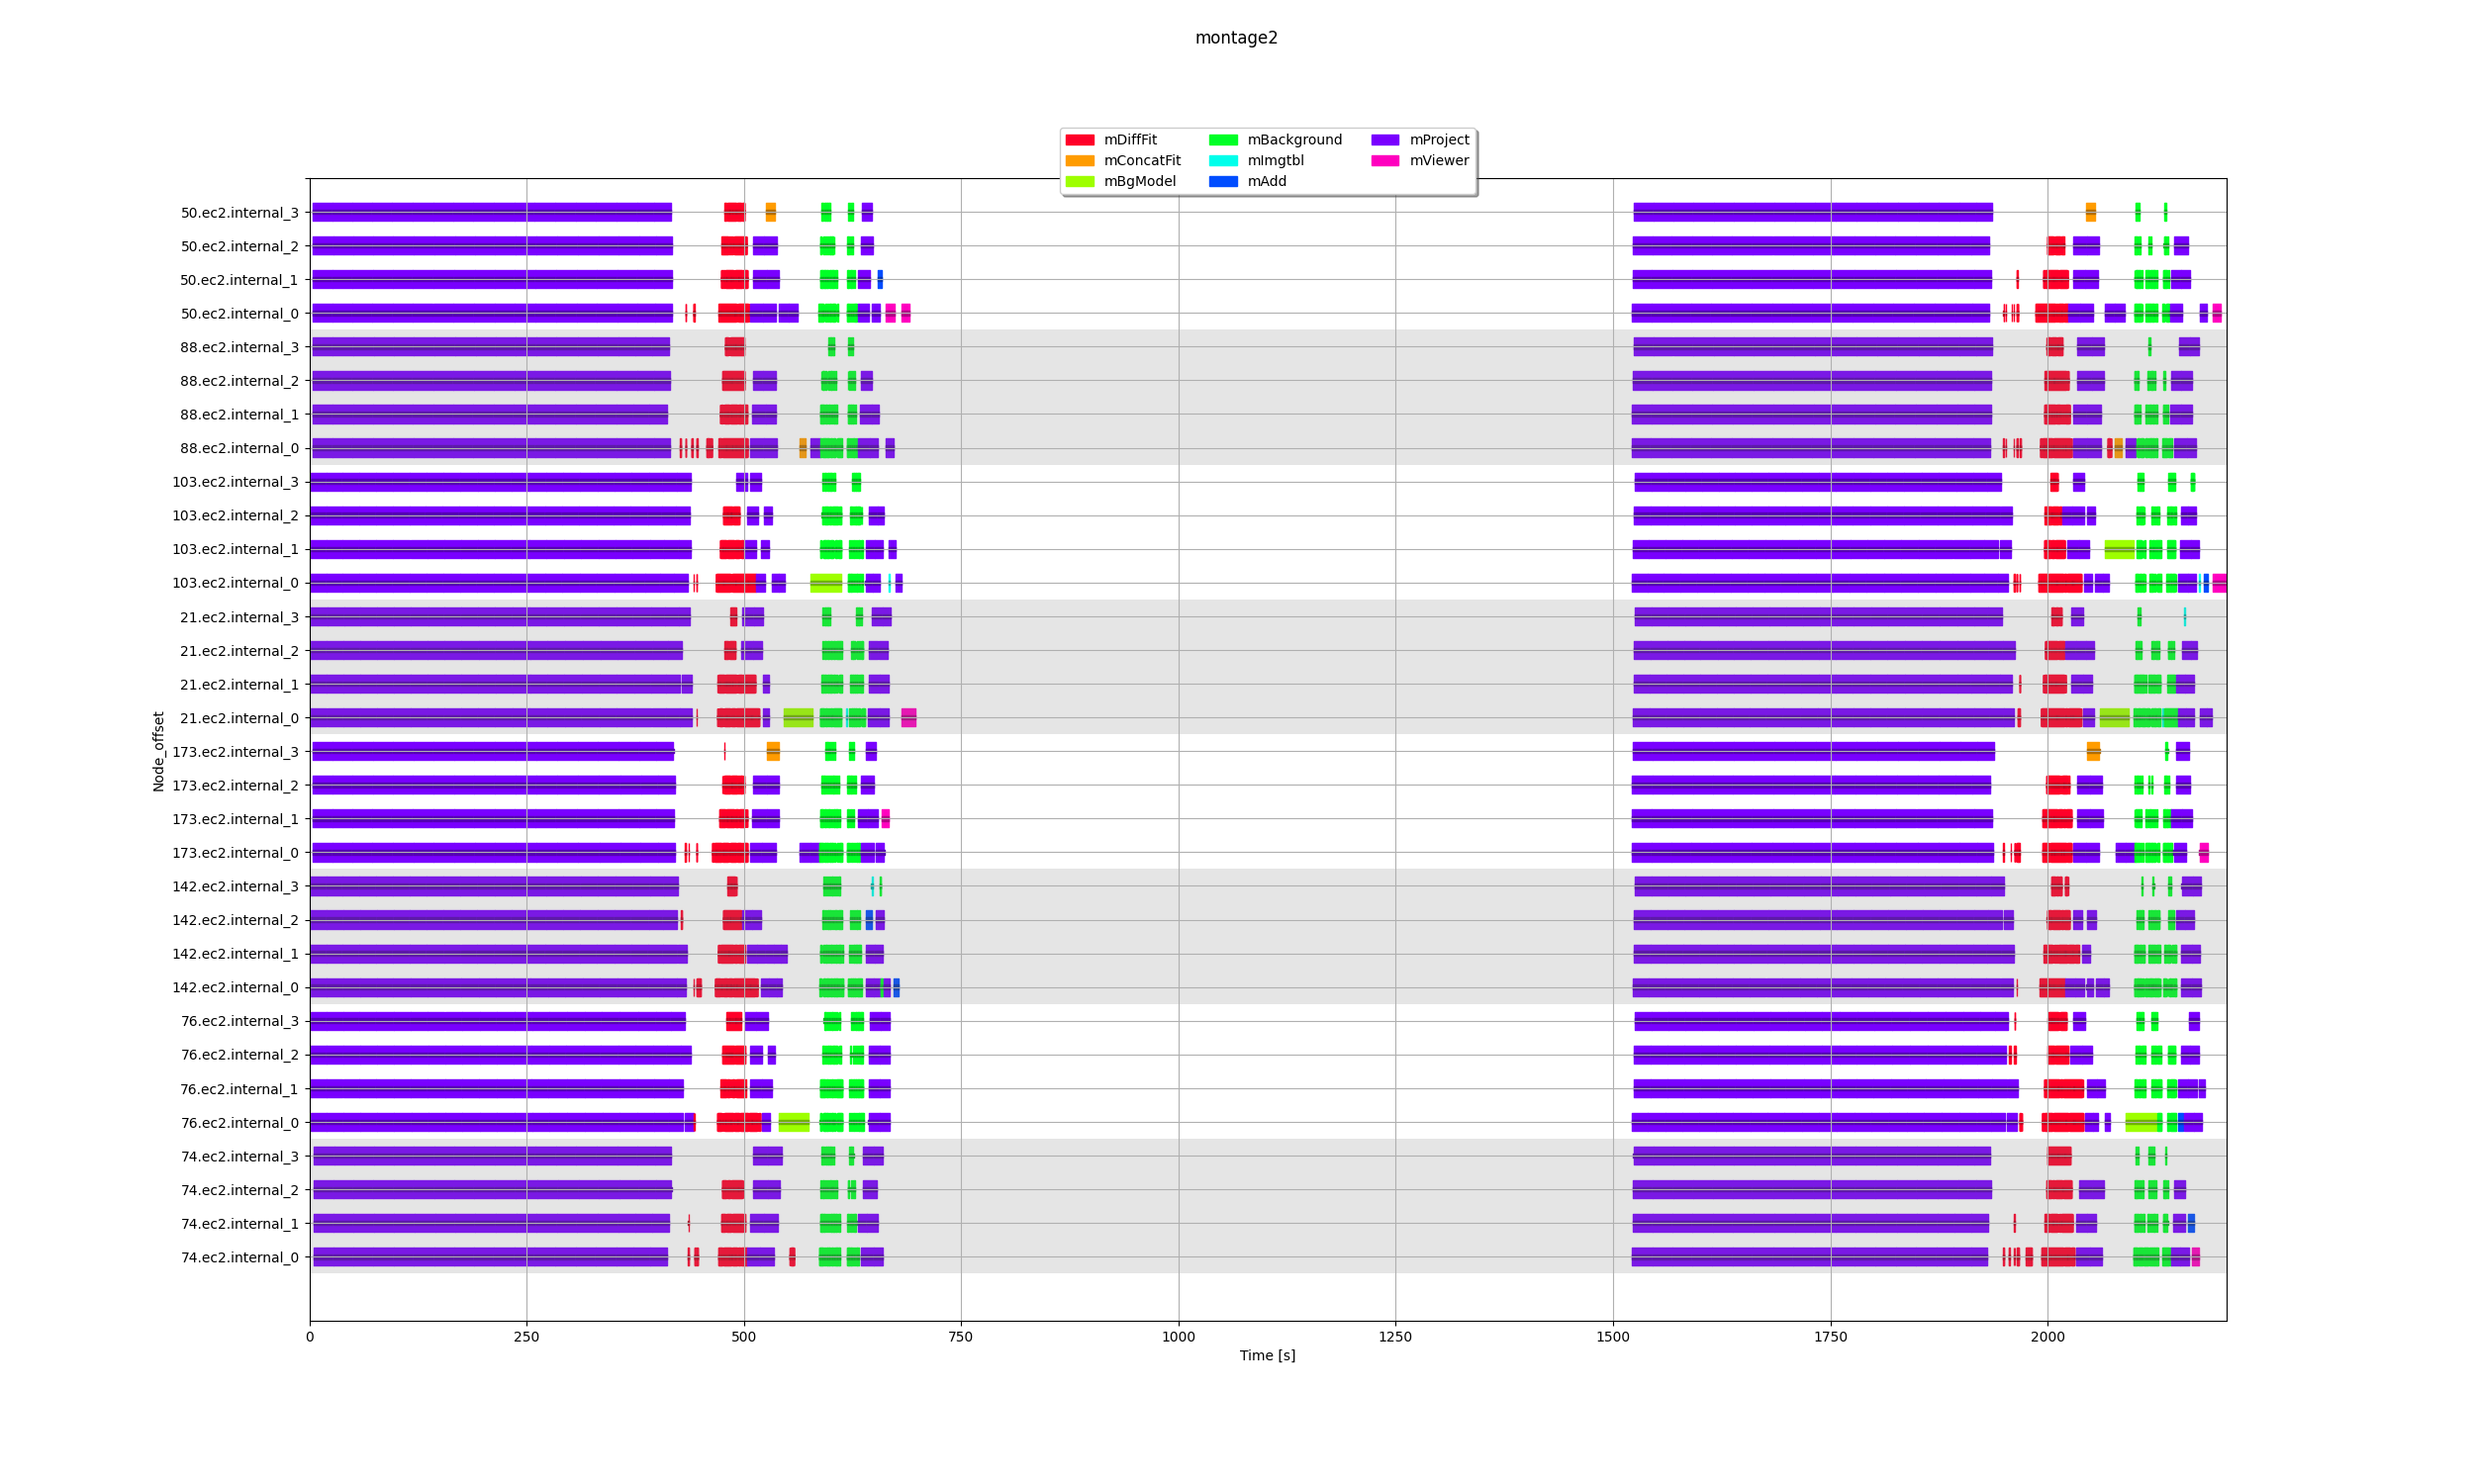 montage2
mDiffFit mBackground mProject
mConcatFit mImgtbl mViewer
mBgModel mAdd
50.ec2.internal_3
50.ec2.internal_2
50.ec2.internal_1
50.ec2.internal_0
88.ec2.internal_3
88.ec2.internal_2
88.ec2.internal_1
88.ec2.internal_0
103.ec2.internal_3
103.ec2.internal_2
103.ec2.internal_1
103.ec2.internal_0
21.ec2.internal_3
21.ec2.internal_2
21.ec2.internal_1
21.ec2.internal_0
173.ec2.internal_3
173.ec2.internal_2
173.ec2.internal_1
173.ec2.internal_0
142.ec2.internal_3
142.ec2.internal_2
142.ec2.internal_1
142.ec2.internal_0
76.ec2.internal_3
76.ec2.internal_2
76.ec2.internal_1
76.ec2.internal_0
74.ec2.internal_3
74.ec2.internal_2
74.ec2.internal_1
74.ec2.internal_0
Node_offset
0 250 500 750 1000 1250 1500 1750 2000
Time [s]